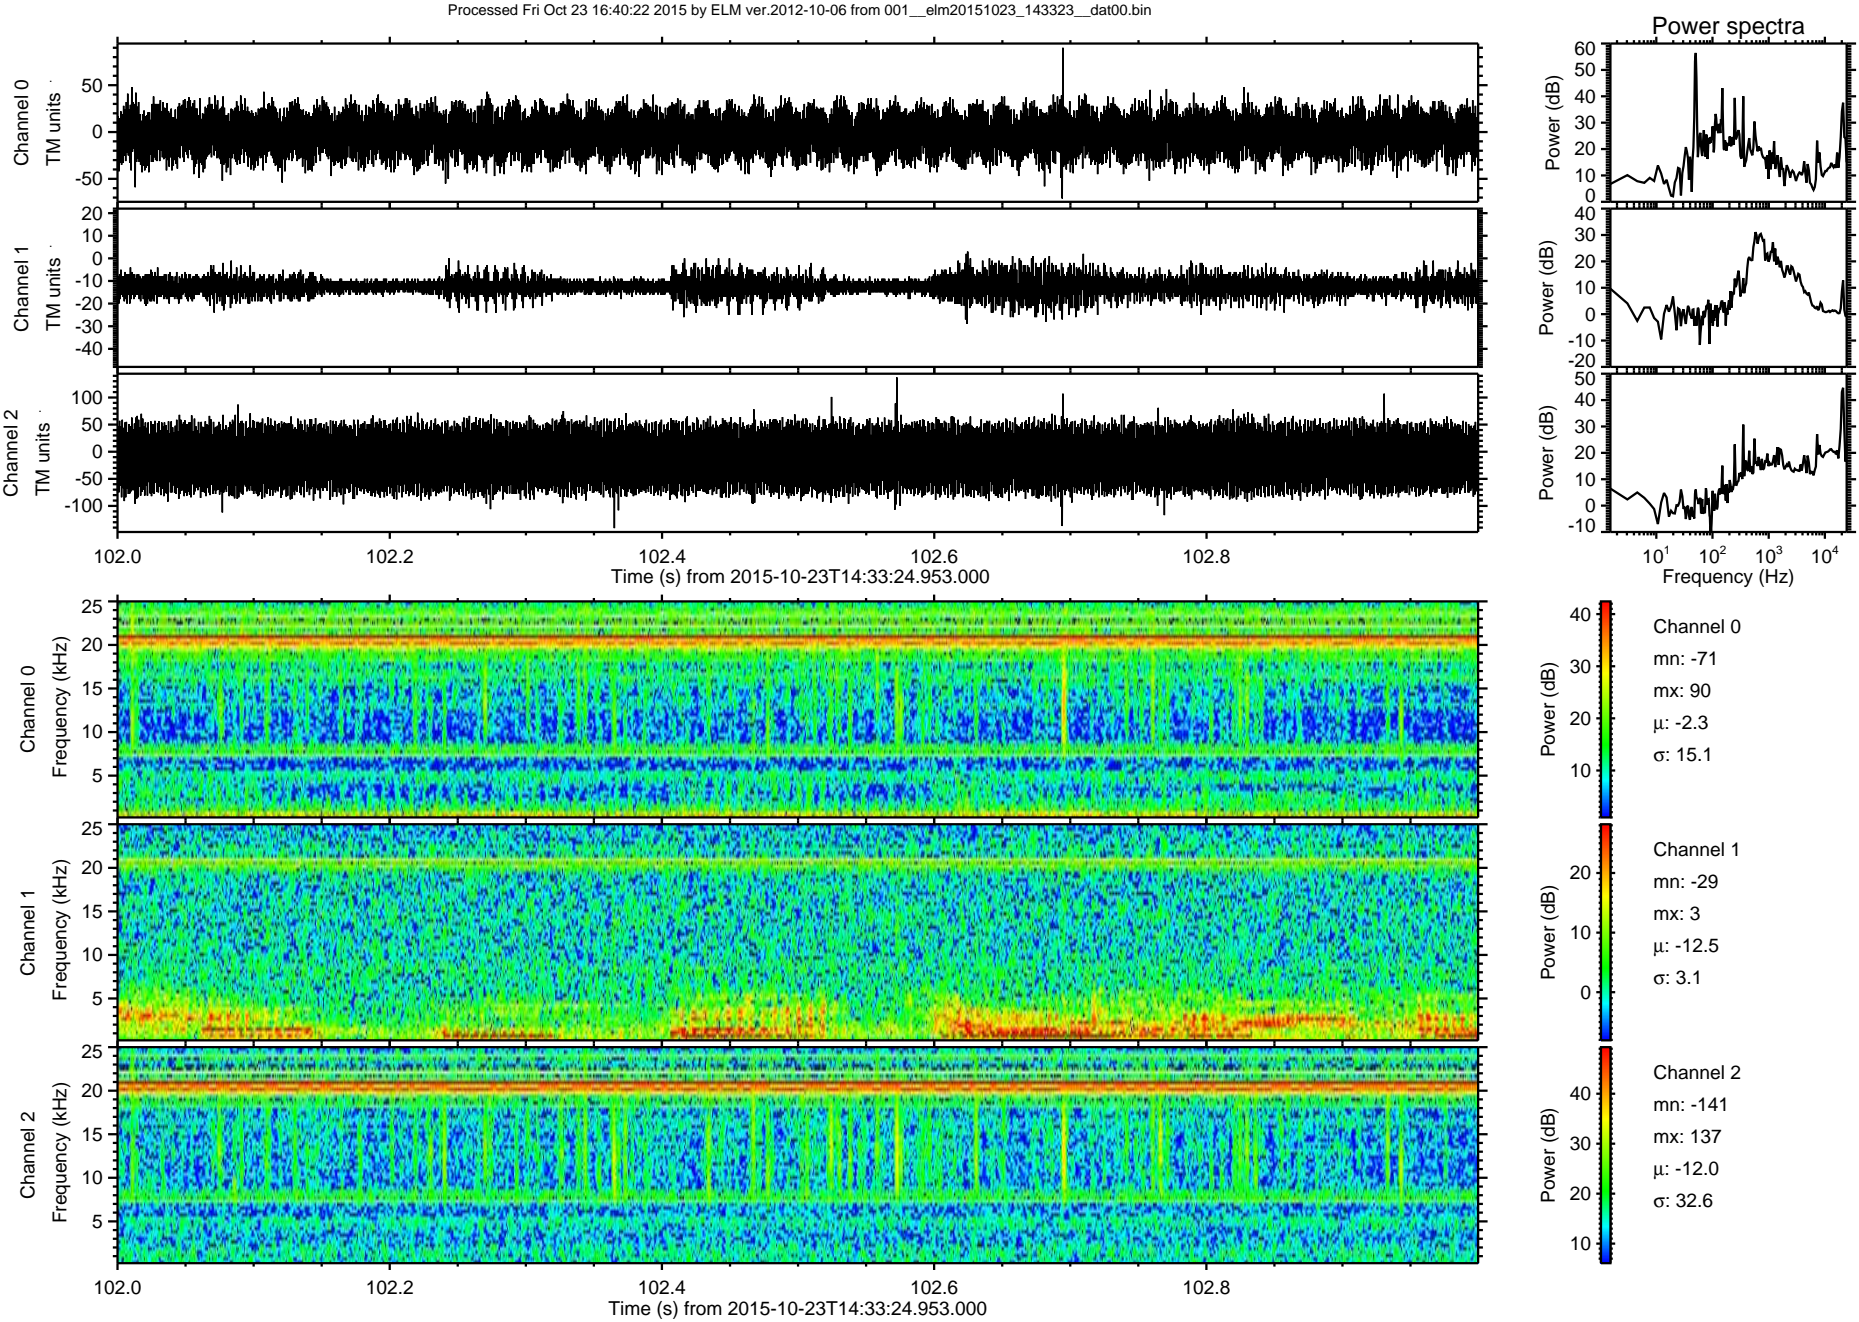 Processed Fri Oct 23 16:40:22 2015 by ELM ver.2012-10-06 from 001__elm20151023_143323__dat00.bin
Power spectra
Channel 0
TM units
50
0
-50
Power (dB)
60
50
40
30
20
10
0
Channel 1
TM units
20
10
0
-10
-20
-30
-40
Power (dB)
40
30
20
10
0
-10
-20
Channel 2
TM units
100
50
0
-50
-100
Power (dB)
50
40
30
20
10
0
-10
102.0 102.2 102.4 102.6 102.8
Time (s) from 2015-10-23T14:33:24.953.000
10¹ 10² 10³ 10⁴
Frequency (Hz)
Channel 0
Frequency (kHz)
25
20
15
10
5
Power (dB)
40
30
20
10
Channel 0
mn: -71
mx: 90
μ: -2.3
σ: 15.1
Channel 1
Frequency (kHz)
25
20
15
10
5
Power (dB)
20
10
0
Channel 1
mn: -29
mx: 3
μ: -12.5
σ: 3.1
Channel 2
Frequency (kHz)
25
20
15
10
5
Power (dB)
40
30
20
10
Channel 2
mn: -141
mx: 137
μ: -12.0
σ: 32.6
102.0 102.2 102.4 102.6 102.8
Time (s) from 2015-10-23T14:33:24.953.000